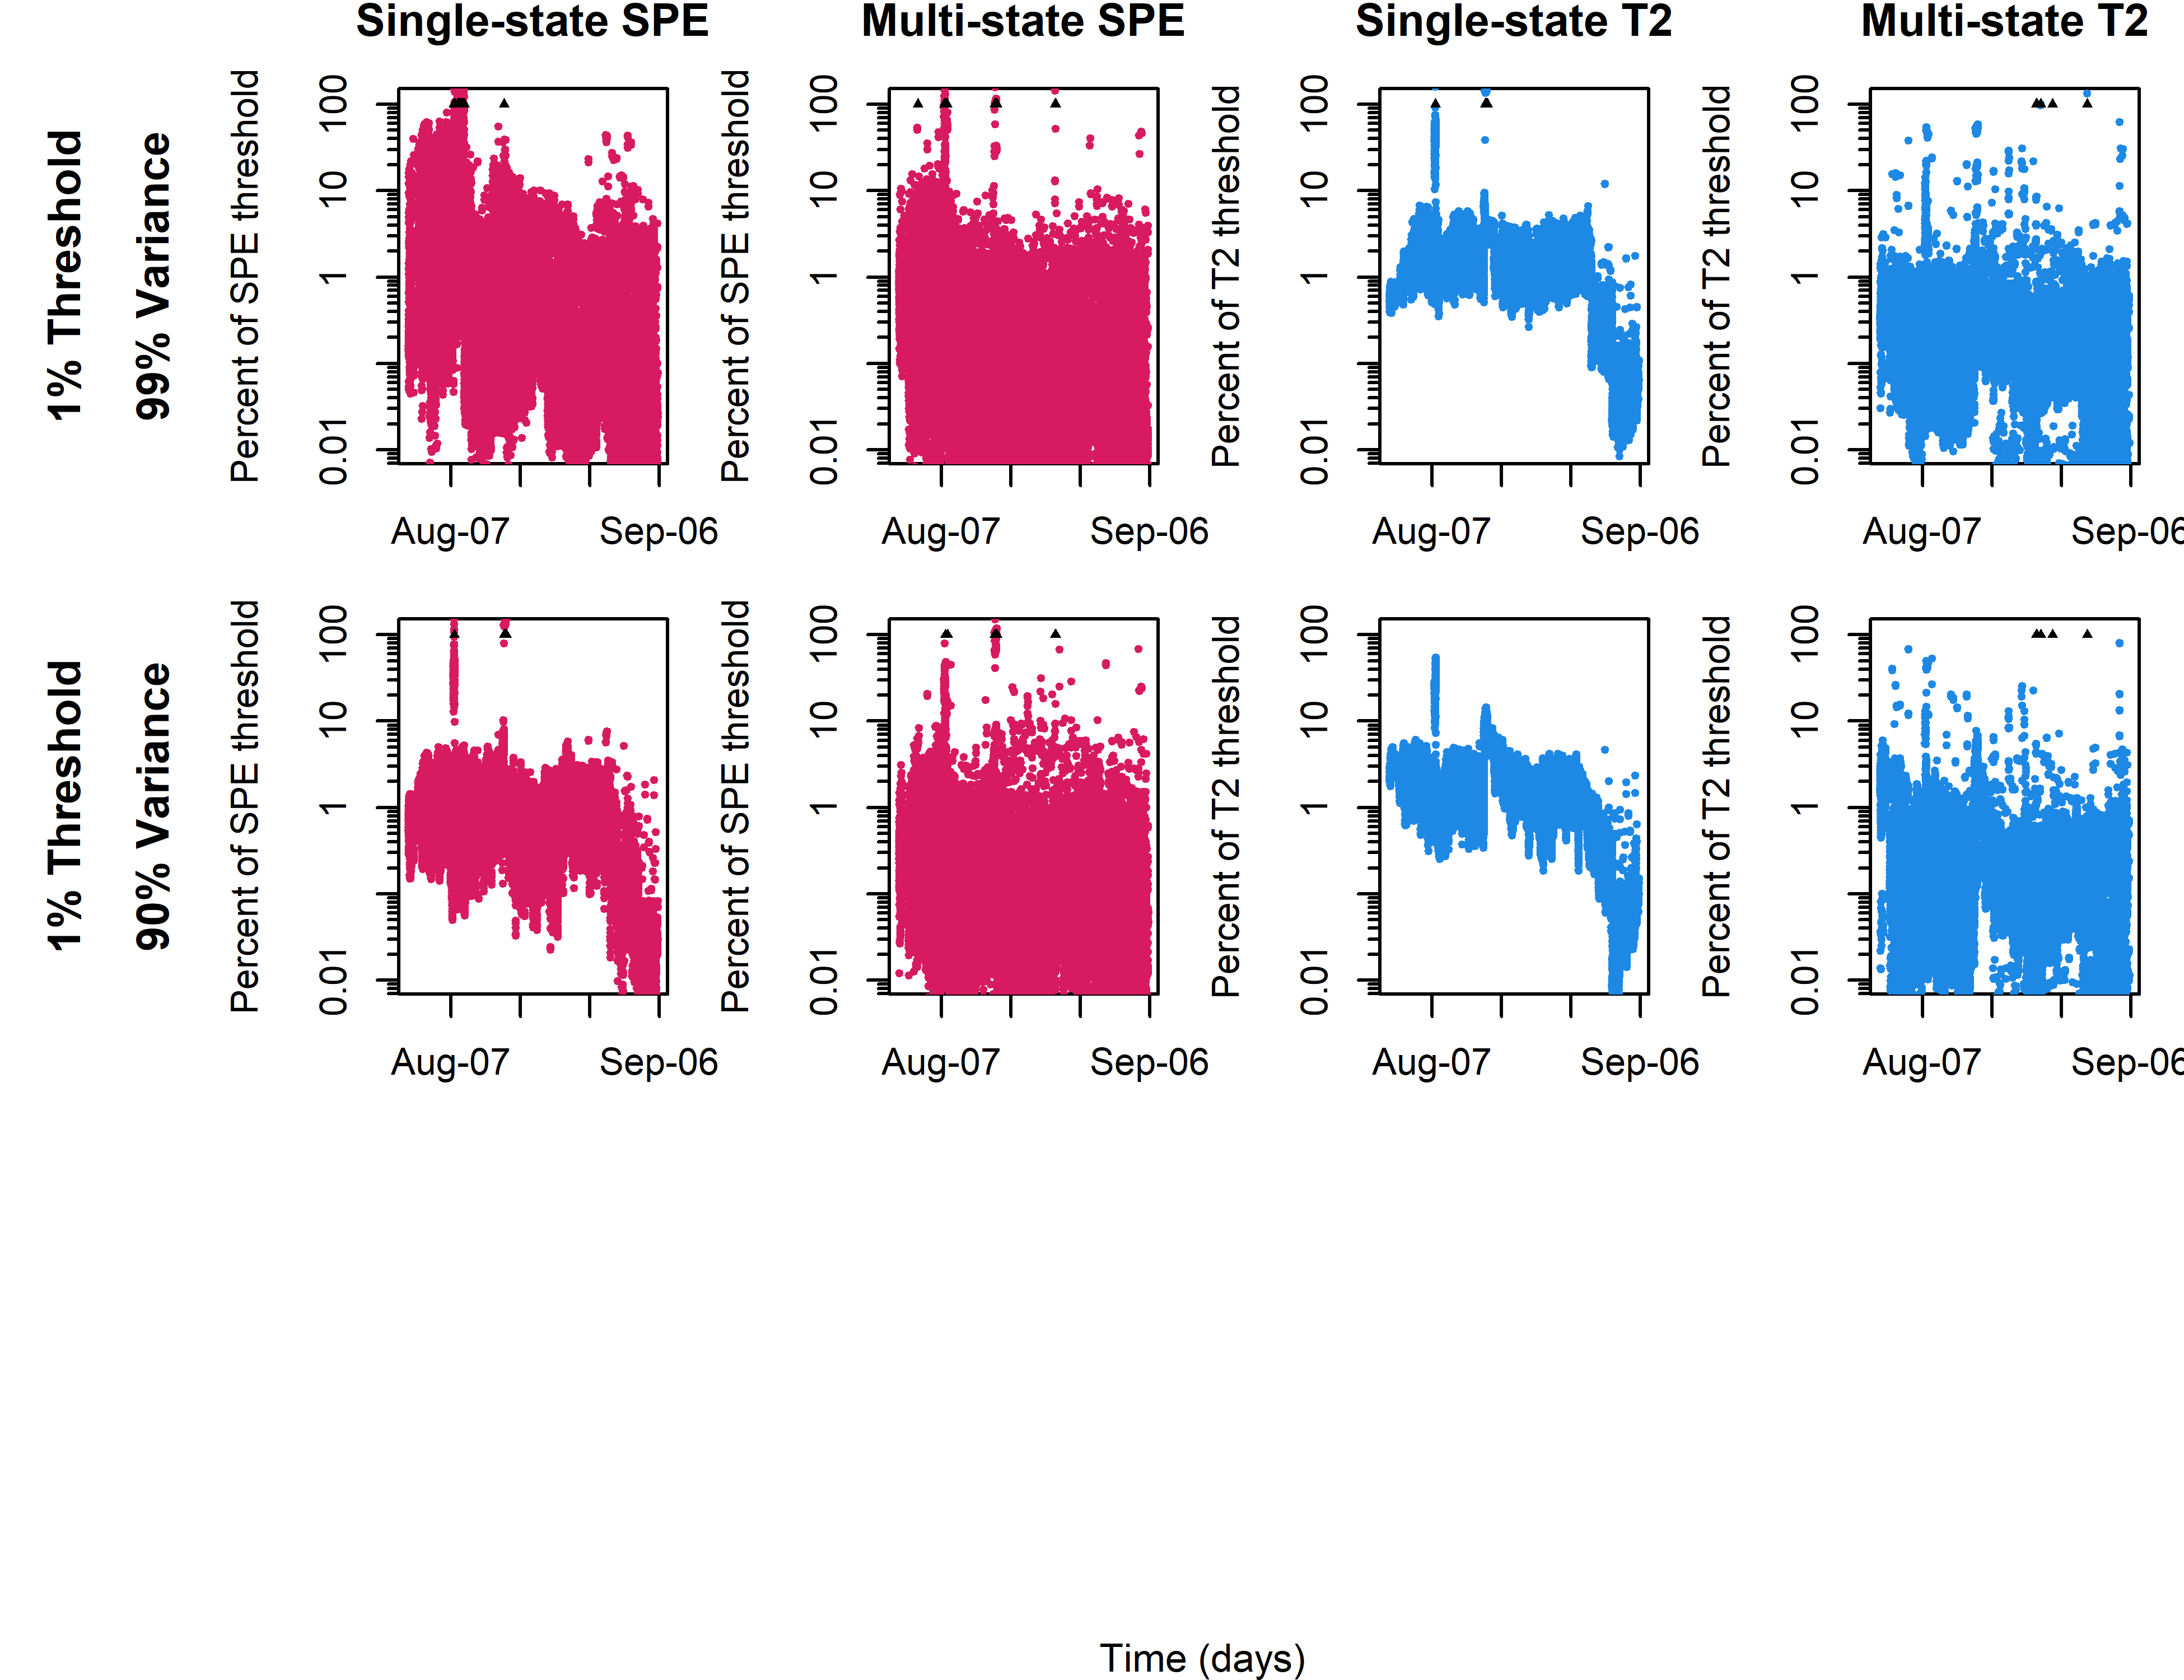 Single-state SPE
Multi-state SPE
Single-state T2
Multi-state T2
1% Threshold
99% Variance
Percent of SPE threshold
100
10
1
0.01
Aug-07
Sep-06
Percent of SPE threshold
100
10
1
0.01
Aug-07
Sep-06
Percent of T2 threshold
100
10
1
0.01
Aug-07
Sep-06
Percent of T2 threshold
100
10
1
0.01
Aug-07
Sep-06
1% Threshold
90% Variance
Percent of SPE threshold
100
10
1
0.01
Aug-07
Sep-06
Percent of SPE threshold
100
10
1
0.01
Aug-07
Sep-06
Percent of T2 threshold
100
10
1
0.01
Aug-07
Sep-06
Percent of T2 threshold
100
10
1
0.01
Aug-07
Sep-06
Time (days)